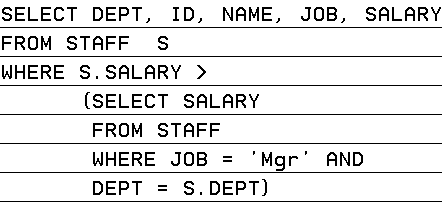 SELECT DEPT, ID, NAME, JOB, SALARY
FROM STAFF  S
WHERE S.SALARY >
(SELECT SALARY
FROM STAFF
WHERE JOB = 'Mgr' AND
DEPT = S.DEPT)